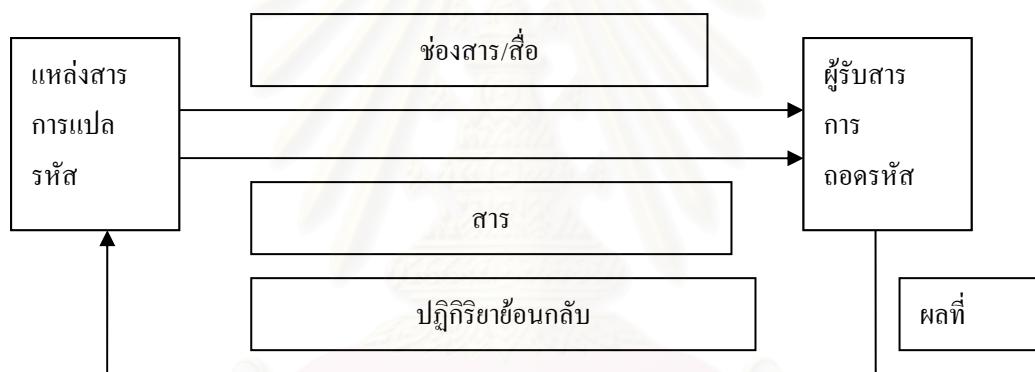 ช่องสาร/สื่อ
แหล่งสาร
การแปล
รหัส
ผู้รับสาร
การ
ถอดรหัส
สาร
ปฏิกิริยาย้อนกลับ
ผลที่